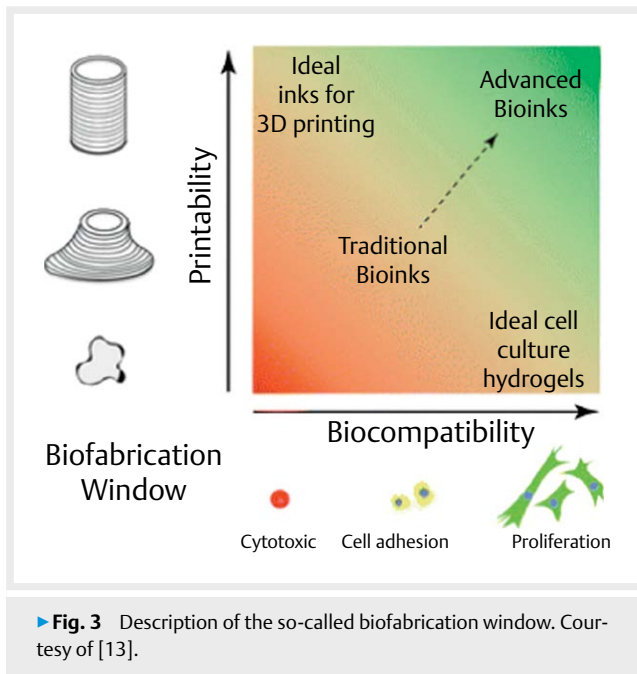 Ideal
inks for
3D printing
Advanced
Bioinks
Printability
Traditional
Bioinks
Ideal cell
culture
hydrogels
Biocompatibility
Biofabrication
Window
Cytotoxic
Cell adhesion
Proliferation
►Fig. 3 Description of the so-called biofabrication window. Cour-
tesy of [13].